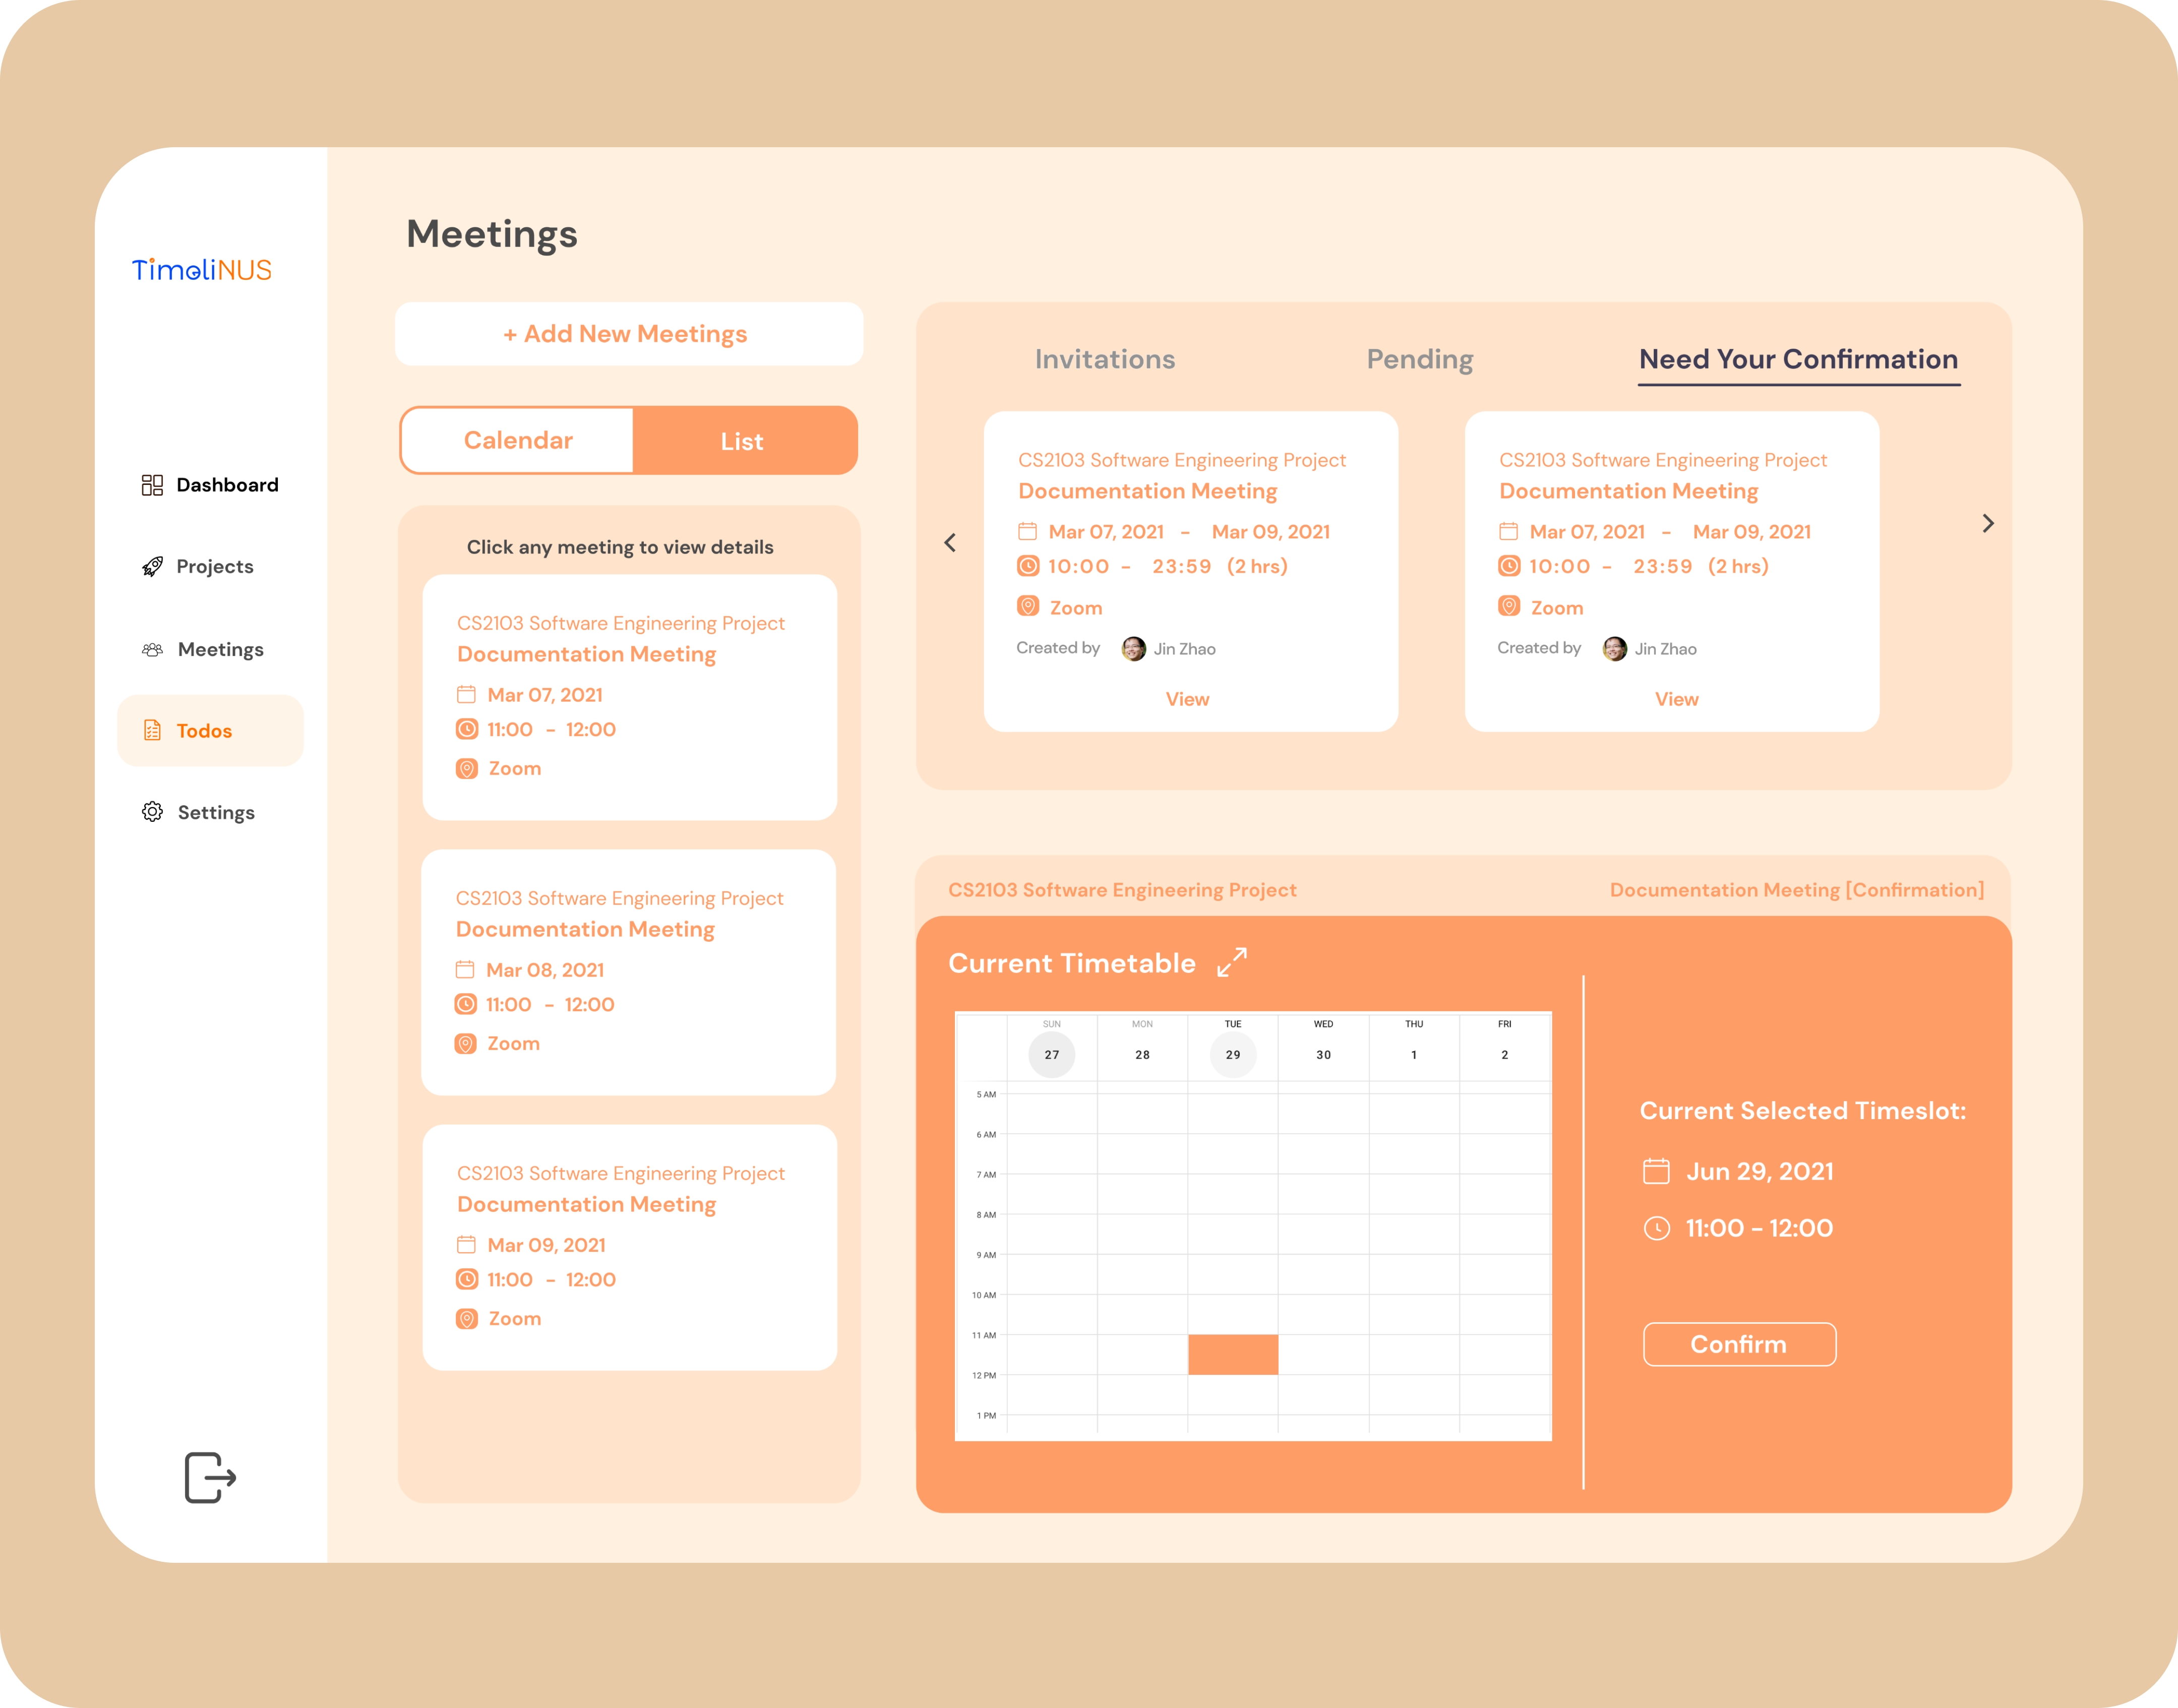 TimeliNUS
Dashboard
Projects
Meetings
Todos
Settings
Meetings
+ Add New Meetings
Calendar
List
Click any meeting to view details
CS2103 Software Engineering Project
Documentation Meeting
Mar 07, 2021
11:00 - 12:00
Zoom
CS2103 Software Engineering Project
Documentation Meeting
Mar 08, 2021
11:00 - 12:00
Zoom
CS2103 Software Engineering Project
Documentation Meeting
Mar 09, 2021
11:00 - 12:00
Zoom
Invitations
Pending
Need Your Confirmation
CS2103 Software Engineering Project
Documentation Meeting
Mar 07, 2021 - Mar 09, 2021
10:00 - 23:59 (2 hrs)
Zoom
Created by Jin Zhao
View
CS2103 Software Engineering Project
Documentation Meeting
Mar 07, 2021 - Mar 09, 2021
10:00 - 23:59 (2 hrs)
Zoom
Created by Jin Zhao
View
CS2103 Software Engineering Project
Documentation Meeting [Confirmation]
Current Timetable
SUN MON TUE WED THU FRI
27 28 29 30 1 2
5 AM
6 AM
7 AM
8 AM
9 AM
10 AM
11 AM
12 PM
1 PM
Current Selected Timeslot:
Jun 29, 2021
11:00 - 12:00
Confirm